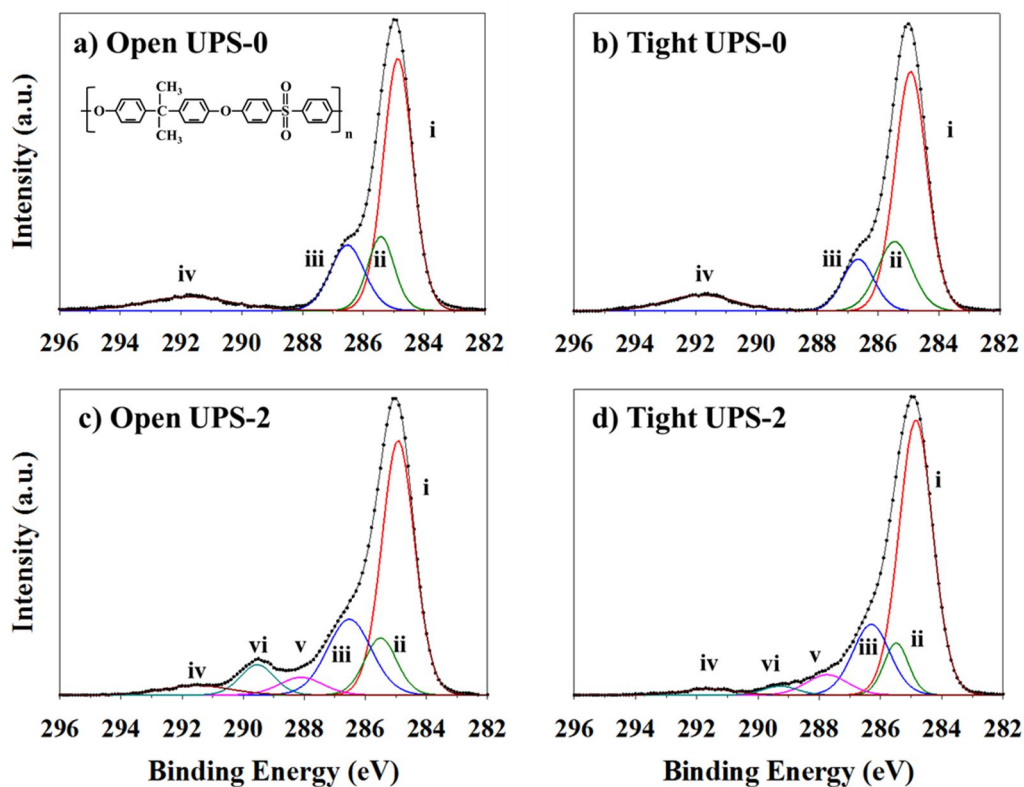 a) Open UPS-0
b) Tight UPS-0
CH3
O C O S
O
O
CH3
n
i
i
iii
ii
iv
iii
ii
iv
Intensity (a.u.)
296 294 292 290 288 286 284 282
296 294 292 290 288 286 284 282
c) Open UPS-2
d) Tight UPS-2
i
i
iv
vi
v
iii
ii
iv
vi
v
iii
ii
Intensity (a.u.)
296 294 292 290 288 286 284 282
296 294 292 290 288 286 284 282
Binding Energy (eV)
Binding Energy (eV)